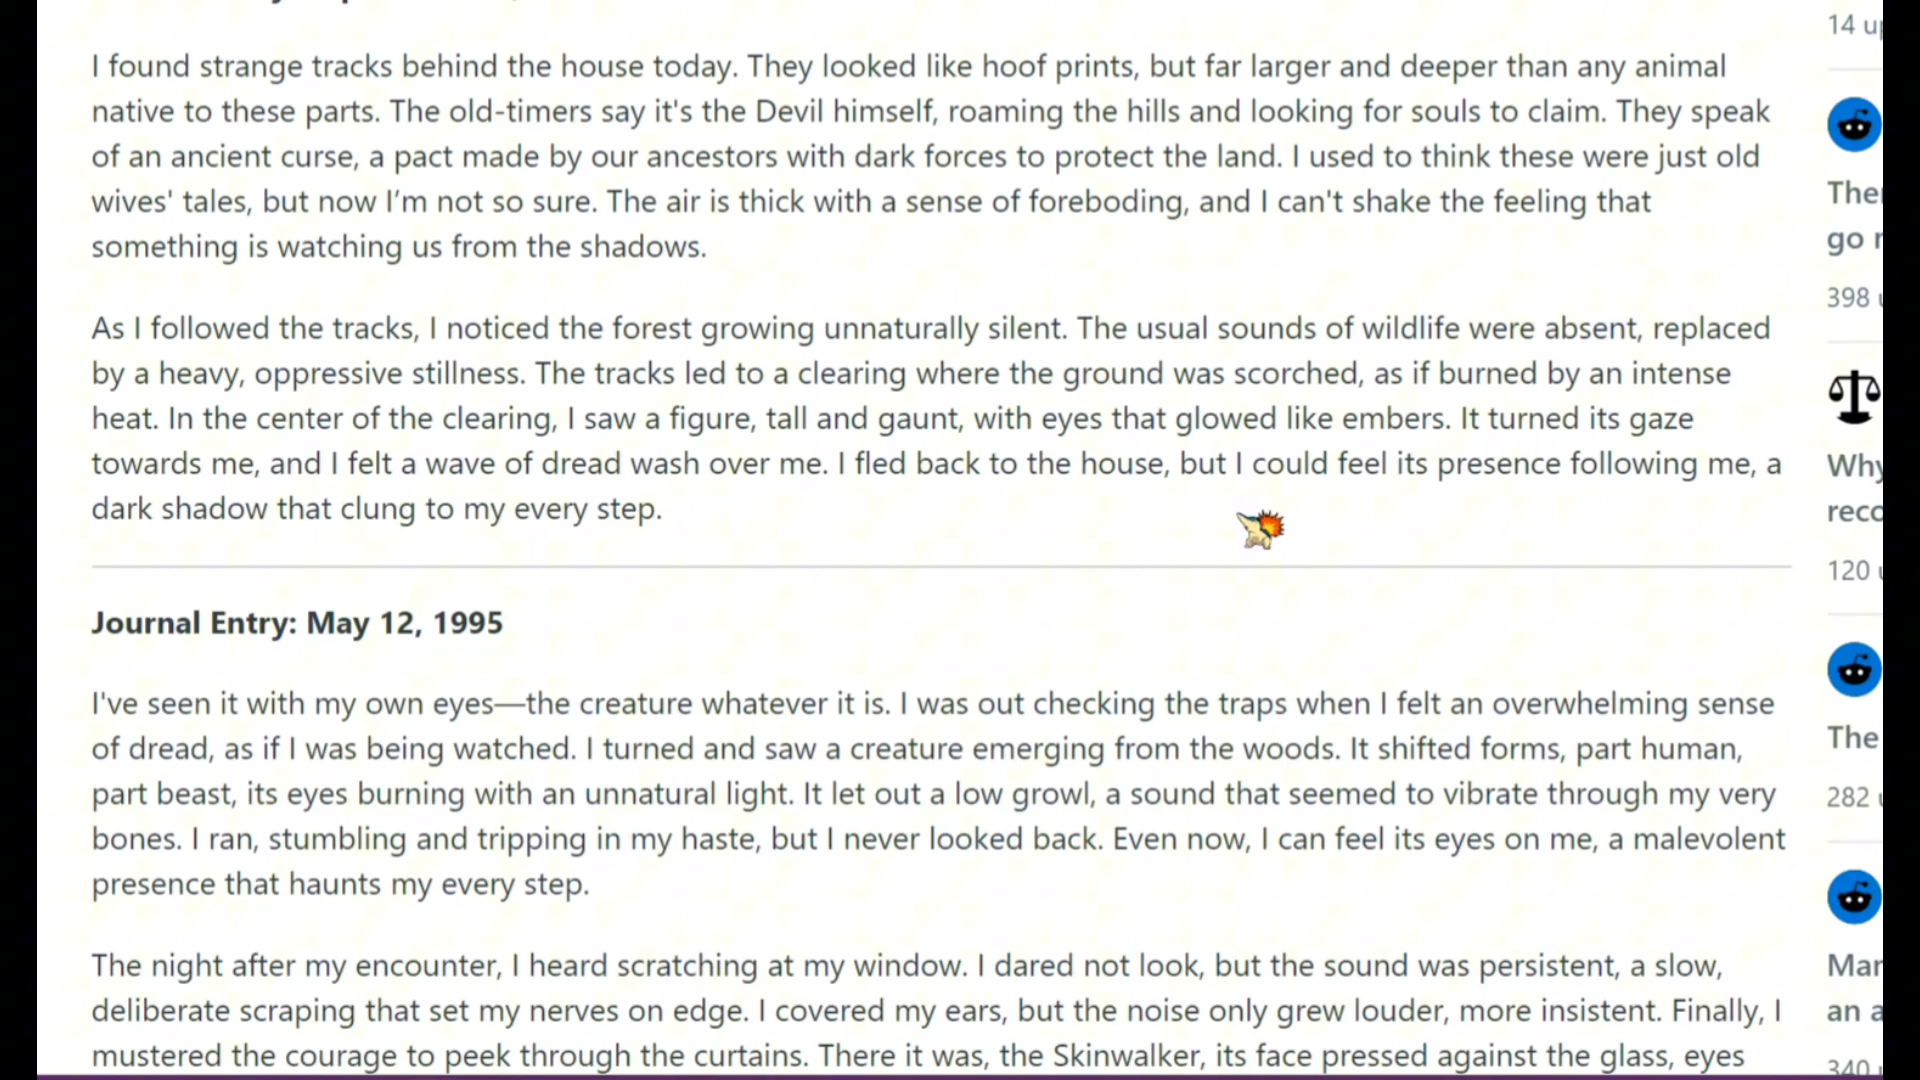 I found strange tracks behind the house today. They looked like hoof prints, but far larger and deeper than any animal
native to these parts. The old-timers say it's the Devil himself, roaming the hills and looking for souls to claim. They speak
of an ancient curse, a pact made by our ancestors with dark forces to protect the land. I used to think these were just old
wives' tales, but now I’m not so sure. The air is thick with a sense of foreboding, and I can't shake the feeling that
something is watching us from the shadows.
As I followed the tracks, I noticed the forest growing unnaturally silent. The usual sounds of wildlife were absent, replaced
by a heavy, oppressive stillness. The tracks led to a clearing where the ground was scorched, as if burned by an intense
heat. In the center of the clearing, I saw a figure, tall and gaunt, with eyes that glowed like embers. It turned its gaze
towards me, and I felt a wave of dread wash over me. I fled back to the house, but I could feel its presence following me, a
dark shadow that clung to my every step.
Journal Entry: May 12, 1995
I've seen it with my own eyes—the creature whatever it is. I was out checking the traps when I felt an overwhelming sense
of dread, as if I was being watched. I turned and saw a creature emerging from the woods. It shifted forms, part human,
part beast, its eyes burning with an unnatural light. It let out a low growl, a sound that seemed to vibrate through my very
bones. I ran, stumbling and tripping in my haste, but I never looked back. Even now, I can feel its eyes on me, a malevolent
presence that haunts my every step.
The night after my encounter, I heard scratching at my window. I dared not look, but the sound was persistent, a slow,
deliberate scraping that set my nerves on edge. I covered my ears, but the noise only grew louder, more insistent. Finally, I
mustered the courage to peek through the curtains. There it was, the Skinwalker, its face pressed against the glass, eyes
14
go
398
Why
120
The
282
an
340